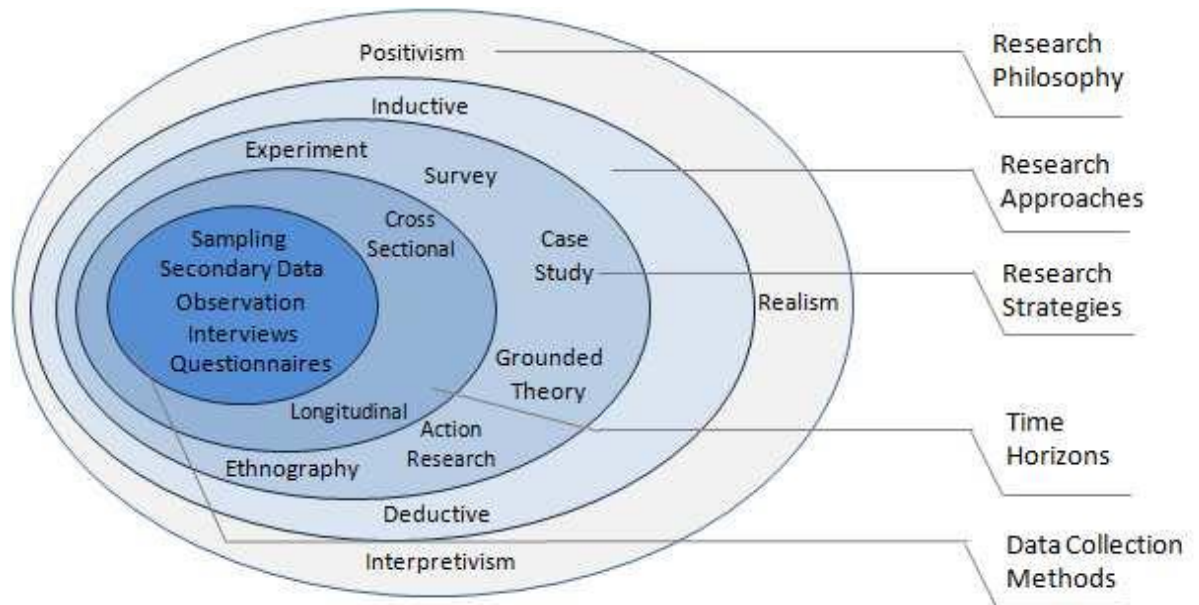 Positivism
Inductive
Experiment
Survey
Cross
Sectional
Case
Study
Sampling
Secondary Data
Observation
Interviews
Questionnaires
Realism
Grounded
Theory
Longitudinal
Action
Research
Ethnography
Deductive
Interpretivism
Research
Philosophy
Research
Approaches
Research
Strategies
Time
Horizons
Data Collection
Methods